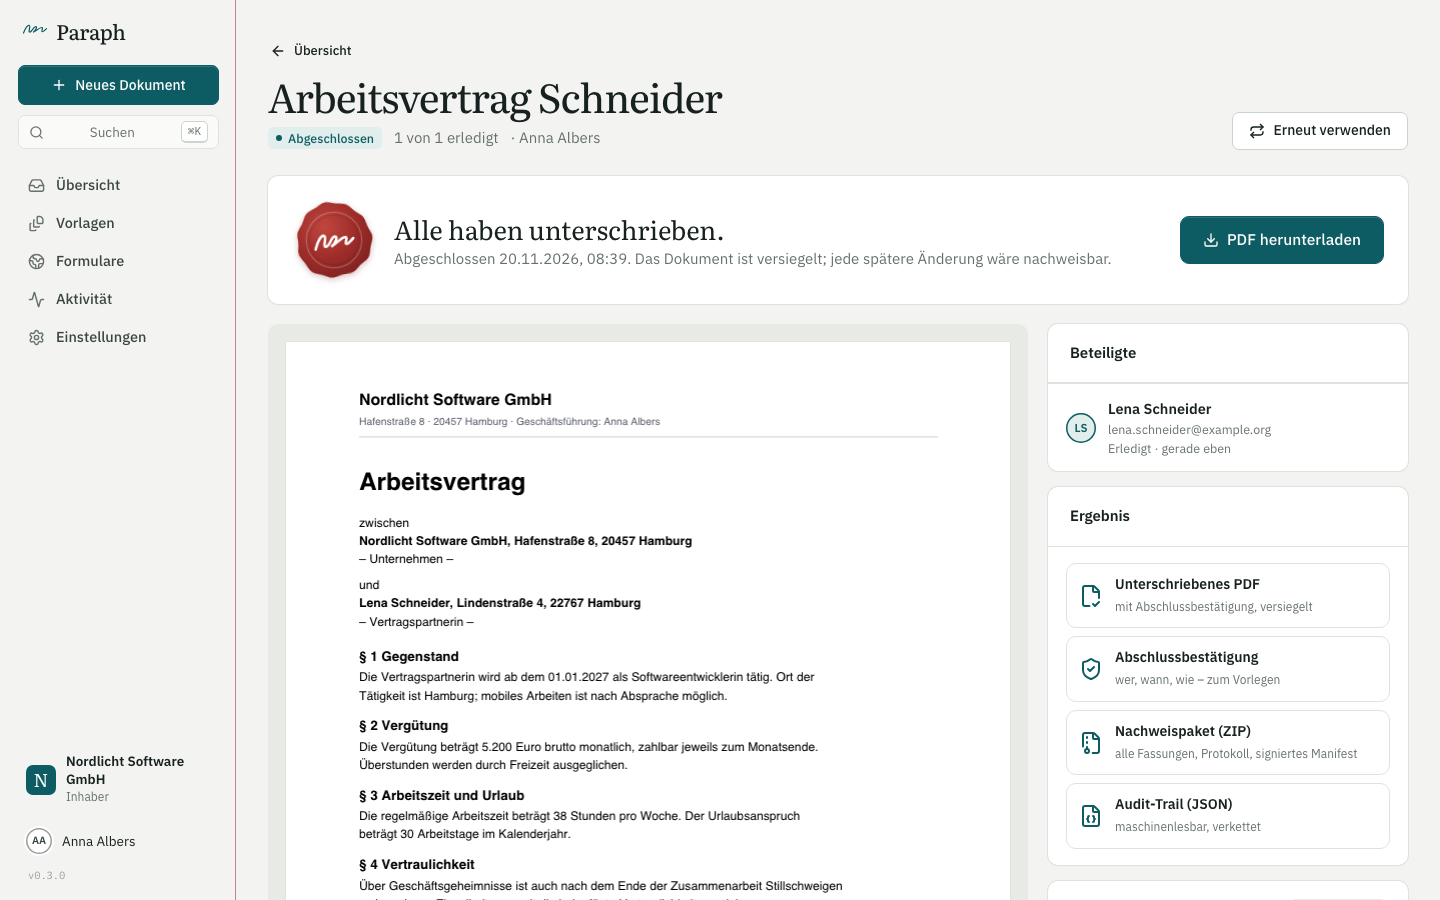 Paraph
Neues Dokument
Suchen ⌘K
Übersicht
Vorlagen
Formulare
Aktivität
Einstellungen
Nordlicht Software
GmbH
Inhaber
N
AA
Anna Albers
v0.3.0
Übersicht
Arbeitsvertrag Schneider
Abgeschlossen 1 von 1 erledigt · Anna Albers
Erneut verwenden
Alle haben unterschrieben.
Abgeschlossen 20.11.2026, 08:39. Das Dokument ist versiegelt; jede spätere Änderung wäre nachweisbar.
PDF herunterladen
Nordlicht Software GmbH
Hafenstraße 8 · 20457 Hamburg · Geschäftsführung: Anna Albers
Arbeitsvertrag
zwischen
Nordlicht Software GmbH, Hafenstraße 8, 20457 Hamburg
– Unternehmen –
und
Lena Schneider, Lindenstraße 4, 22767 Hamburg
– Vertragspartnerin –
§ 1 Gegenstand
Die Vertragspartnerin wird ab dem 01.01.2027 als Softwareentwicklerin tätig. Ort der
Tätigkeit ist Hamburg; mobiles Arbeiten ist nach Absprache möglich.
§ 2 Vergütung
Die Vergütung beträgt 5.200 Euro brutto monatlich, zahlbar jeweils zum Monatsende.
Überstunden werden durch Freizeit ausgeglichen.
§ 3 Arbeitszeit und Urlaub
Die regelmäßige Arbeitszeit beträgt 38 Stunden pro Woche. Der Urlaubsanspruch
beträgt 30 Arbeitstage im Kalenderjahr.
§ 4 Vertraulichkeit
Über Geschäftsgeheimnisse ist auch nach dem Ende der Zusammenarbeit Stillschweigen
Beteiligte
LS
Lena Schneider
lena.schneider@example.org
Erledigt · gerade eben
Ergebnis
Unterschriebenes PDF
mit Abschlussbestätigung, versiegelt
Abschlussbestätigung
wer, wann, wie – zum Vorlegen
Nachweispaket (ZIP)
alle Fassungen, Protokoll, signiertes Manifest
Audit-Trail (JSON)
maschinenlesbar, verkettet